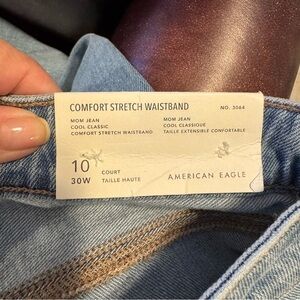 COMFORT STRETCH WAISTBAND NO. 3064
MOM JEAN MOM JEAN
COOL CLASSIC COOL CLASSIQUE
COMFORT STRETCH WAISTBAND TAILLE EXTENSIBLE CONFORTABLE
10 COURT
30W TAILLE HAUTE AMERICAN EAGLE